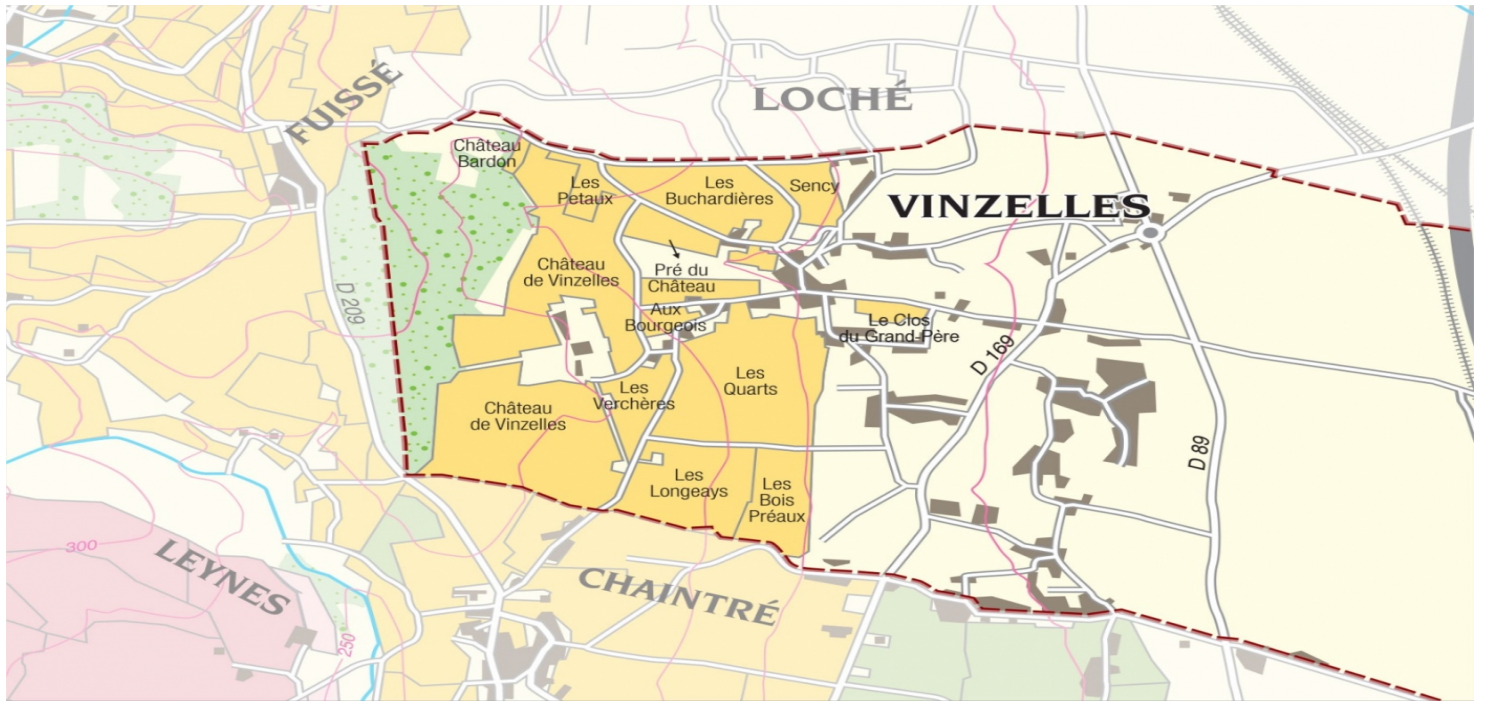 FUISSÉ
LOCHÉ
Château
Bardon
Les
Petaux
Les
Buchardières
Sency
VINZELLES
Château
de Vinzelles
Pré du
Château
D 209
Aux
Bourgeois
Le Clos
du Grand-Père
D 169
Les
Quarts
Les
Verchères
Château
de Vinzelles
D 89
Les
Longeays
Les
Bois
Préaux
300
LEYNES
CHAINTRÉ
250